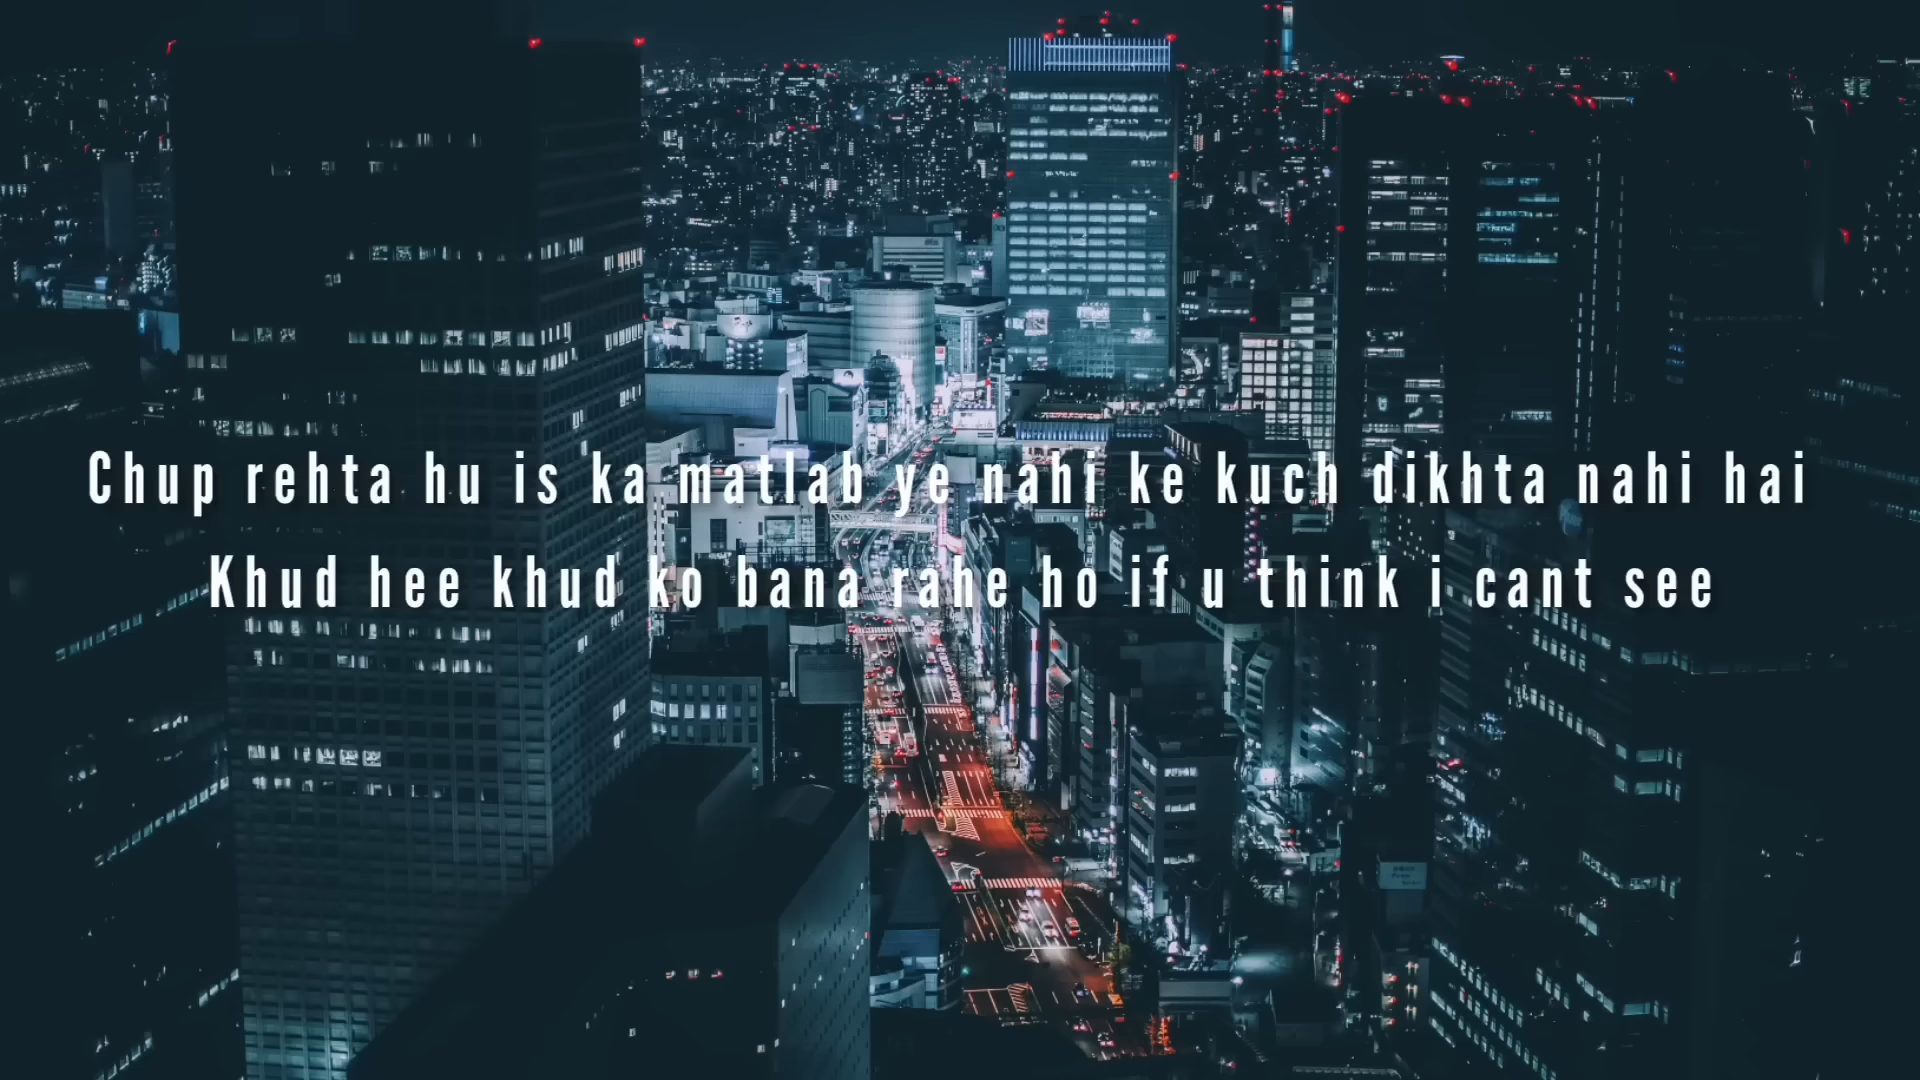 Chup rehta hu is ka matlab ye nahi ke kuch dikhta nahi hai
Khud hee khud ko bana rahe ho if u think i cant see